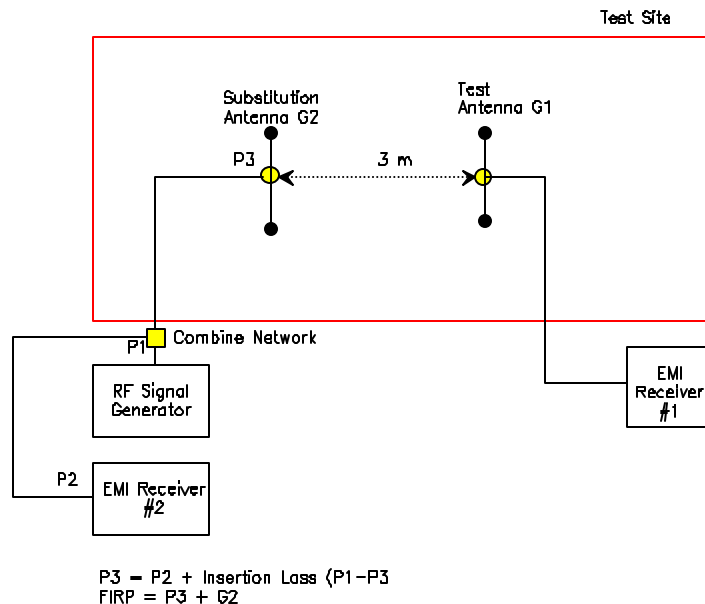 Test Site
Substitution
Antenna G2
Test
Antenna G1
P3
3 m
Combine Network
P1
RF Signal
Generator
EMI
Receiver
#1
P2
EMI Receiver
#2
P3 = P2 + Insertion Loss (P1-P3
FIRP = P3 + G2